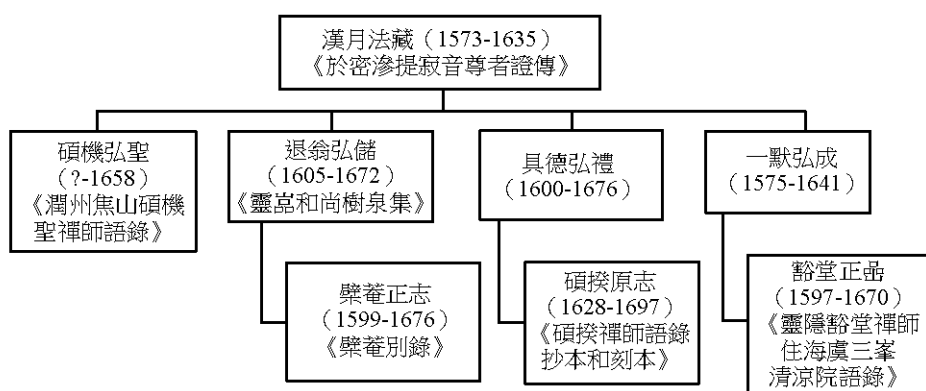 漢月法藏（1573-1635）
《於密滲提寂音尊者證傳》
碩機弘聖
（?-1658）
《潤州焦山碩機
聖禪師語錄》
退翁弘儲
（1605-1672）
《靈嵓和尚樹泉集》
具德弘禮
（1600-1676）
一默弘成
（1575-1641）
檗菴正志
（1599-1676）
《檗菴別錄》
碩揆原志
（1628-1697）
《碩揆禪師語錄
抄本和刻本》
豁堂正嵒
（1597-1670）
《靈隱豁堂禪師
住海虞三峯
清凉院語錄》